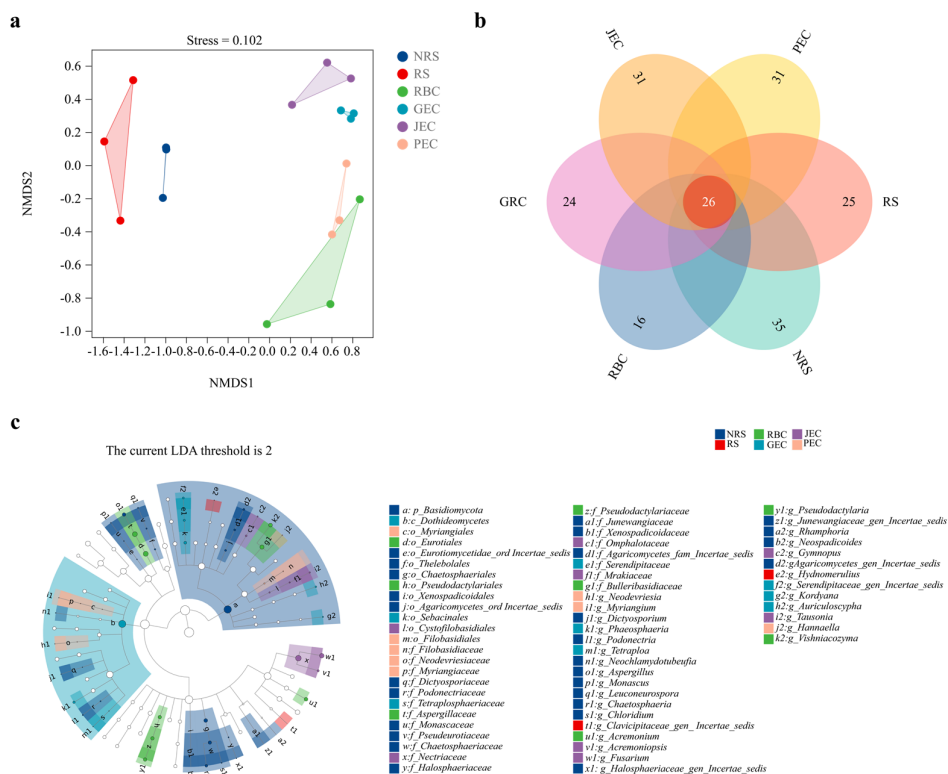 a
Stress = 0.102
0.6
0.4
0.2
0.0
-0.2
-0.4
-0.6
-0.8
-1.0
NMDS2
-1.6 -1.4 -1.2 -1.0 -0.8 -0.6 -0.4 -0.2 0.0 0.2 0.4 0.6 0.8
NMDS1
NRS
RS
RBC
GEC
JEC
PEC
b
JEC
PEC
31
31
GRC
24
26
25
RS
16
35
RBC
NRS
c
The current LDA threshold is 2
NRS
RBC
JEC
RS
GEC
PEC
a: p_Basidiomycota
b:c_Dothideomycetes
c:o_Myriangiales
d:o_Eurotiales
e:o_Eurotiomycetidae_ord Incertae_sedis
f:o_Thelebolales
g:o_Chaetosphaeriales
h:o_Pseudodactylariales
i:o_Xenospadicoidales
j:o_Agaricomycetes_ord Incertae_sedis
k:o_Sebacinales
l:o_Cystofilobasidiales
m:o_Filobasidiales
n:f_Filobasidiaceae
o:f_Neodevriesiaceae
p:f_Myriangiaceae
q:f_Dictyosporiaceae
r:f_Podonectriaceae
s:f_Tetraplosphaeriaceae
t:f_Aspergillaceae
u:f_Monascaceae
v:f_Pseudeurotiaceae
w:f_Chaetosphaeriaceae
x:f_Nectriaceae
y:f_Halosphaeriaceae
z:f_Pseudodactylariaceae
a1:f_Junewangiaceae
b1:f_Xenospadicoidaceae
c1:f_Omphalotaceae
d1:f_Agaricomycetes_fam_Incertae_sedis
e1:f_Serendipitaceae
f1:f_Mrakiaceae
g1:f_Bulleribasidiaceae
h1:g_Neodevriesia
i1:g_Myriangium
j1:g_Dictyosporium
k1:g_Phaeosphaeria
l1:g_Podonectria
m1:g_Tetraploa
n1:g_Neochlamydotubeufia
o1:g_Aspergillus
p1:g_Monascus
q1:g_Leuconeurospora
r1:g_Chaetosphaeria
s1:g_Chloridium
t1:g_Clavicipitaceae_gen_Incertae_sedis
u1:g_Acremonium
v1:g_Acremoniopsis
w1:g_Fusarium
x1: g_Halosphaeriaceae_gen_Incertae_sedis
y1:g_Pseudodactylaria
z1:g_Junewangiaceae_gen_Incertae_sedis
a2:g_Rhamphoria
b2:g_Neospadicoides
c2:g_Gymnopus
d2:gAgaricomycetes_gen_Incertae_sedis
e2:g_Hydnomerulius
f2:g_Serendipitaceae_gen_Incertae_sedis
g2:g_Kordyana
h2:g_Auriculoscypha
i2:g_Tausonia
j2:g_Hannaella
k2:g_Vishniacozyma